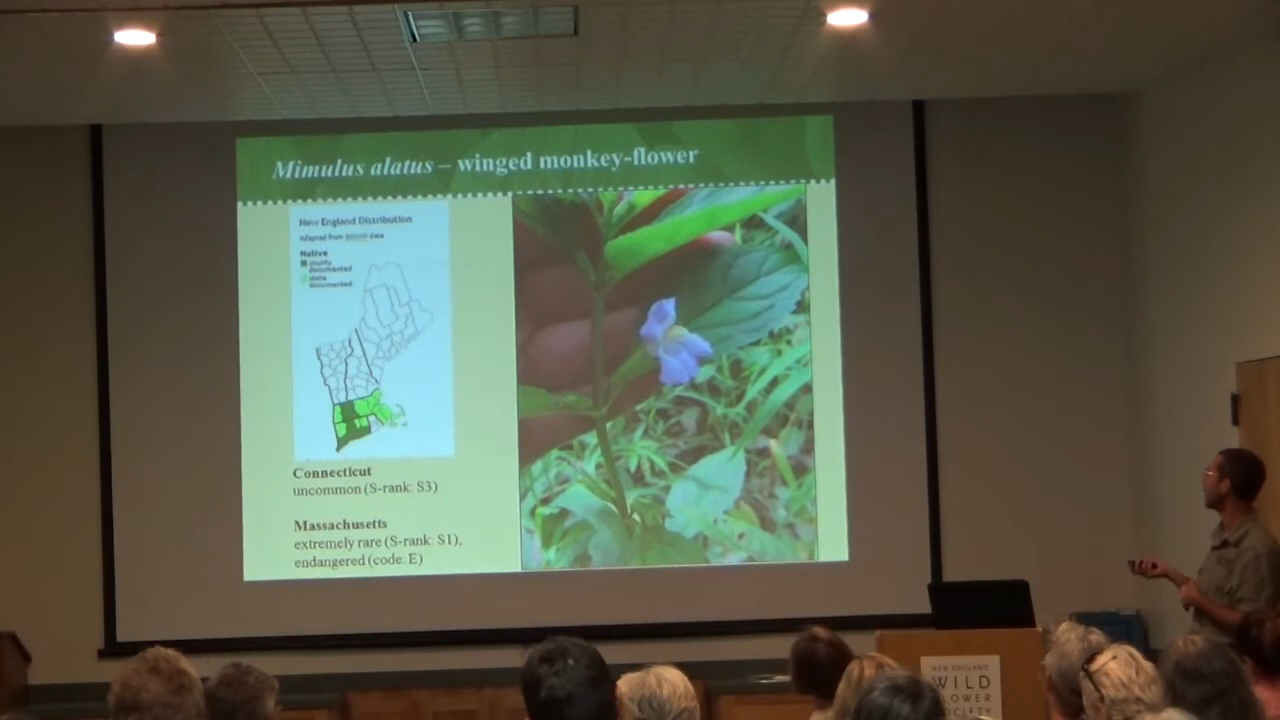 Mimulus alatus – winged monkey-flower
New England Distribution
Adapted from BONAP data
Native
county
documented
state
documented
Connecticut
uncommon (S-rank: S3)
Massachusetts
extremely rare (S-rank: S1),
endangered (code: E)
NEW ENGLAND
WILD
FLOWER
SOCIETY